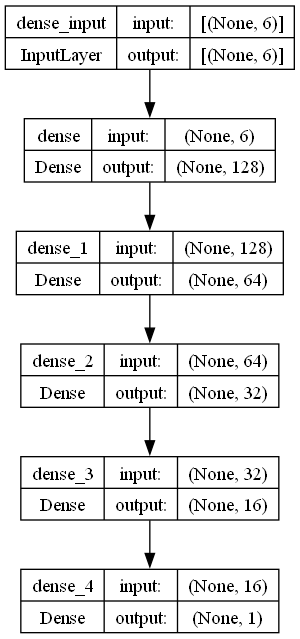 dense_input input: [(None, 6)]
InputLayer output: [(None, 6)]
dense input: (None, 6)
Dense output: (None, 128)
dense_1 input: (None, 128)
Dense output: (None, 64)
dense_2 input: (None, 64)
Dense output: (None, 32)
dense_3 input: (None, 32)
Dense output: (None, 16)
dense_4 input: (None, 16)
Dense output: (None, 1)